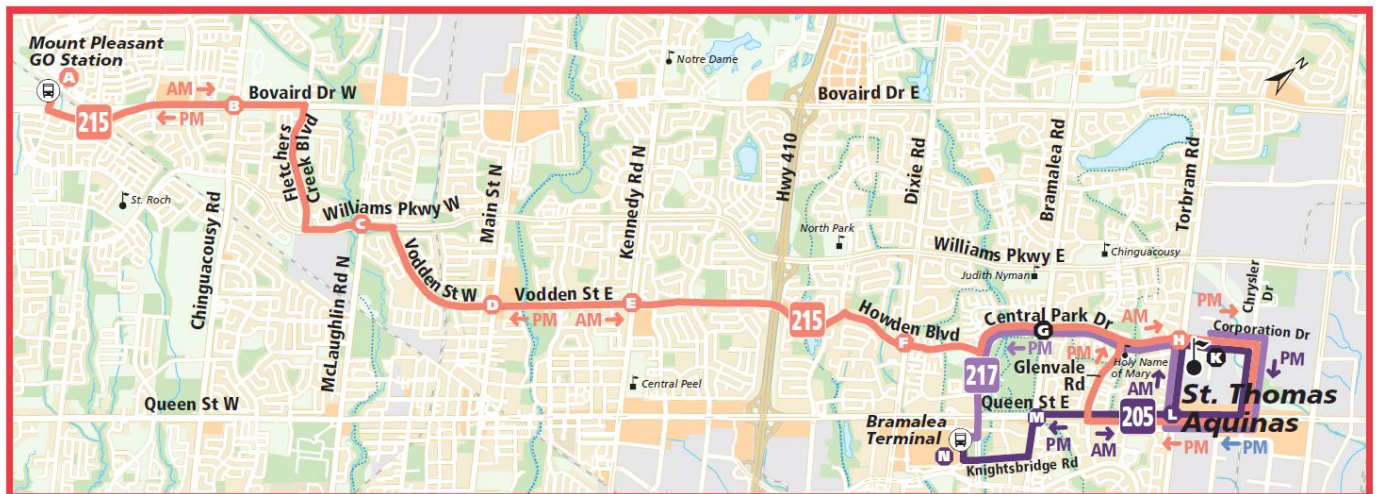 Mount Pleasant
GO Station
A
AM →
← PM
215
B
Bovaird Dr W
Notre Dame
Bovaird Dr E
N
Fletchers
Creek Blvd
St. Roch
Chinguacousy Rd
McLaughlin Rd N
Williams Pkwy W
C
Main St N
Kennedy Rd N
Hwy 410
Dixie Rd
Bramalea Rd
Torbram Rd
North Park
Williams Pkwy E
Judith Nyman
Chinguacousy
Chrysler
Dr
Vodden St W
D
Vodden St E
E
← PM
AM →
215
Howden Blvd
F
Central Park Dr
G
AM →
PM →
H
Corporation Dr
← PM
PM
Glenvale
Rd
Holy Name
of Mary
AM
K
PM
St. Thomas
Aquinas
217
Queen St W
Central Peel
Queen St E
Bramalea
Terminal
N
M
← PM
Knightsbridge Rd
→ AM
205
L
← PM
← PM